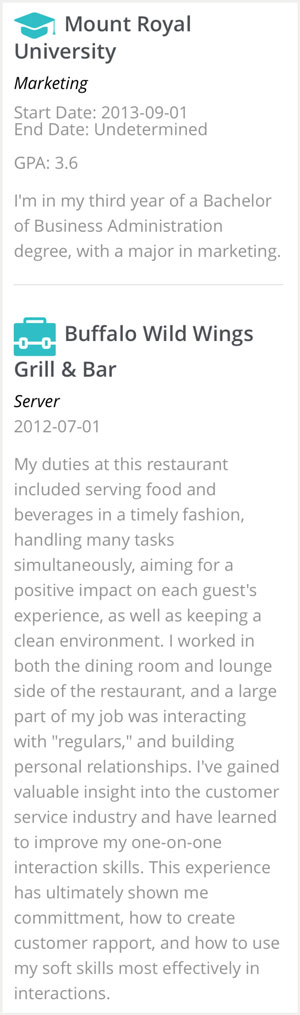 Mount Royal
University
Marketing
Start Date: 2013-09-01
End Date: Undetermined
GPA: 3.6
I'm in my third year of a Bachelor
of Business Administration
degree, with a major in marketing.
Buffalo Wild Wings
Grill & Bar
Server
2012-07-01
My duties at this restaurant
included serving food and
beverages in a timely fashion,
handling many tasks
simultaneously, aiming for a
positive impact on each guest's
experience, as well as keeping a
clean environment. I worked in
both the dining room and lounge
side of the restaurant, and a large
part of my job was interacting
with "regulars," and building
personal relationships. I've gained
valuable insight into the customer
service industry and have learned
to improve my one-on-one
interaction skills. This experience
has ultimately shown me
committment, how to create
customer rapport, and how to use
my soft skills most effectively in
interactions.